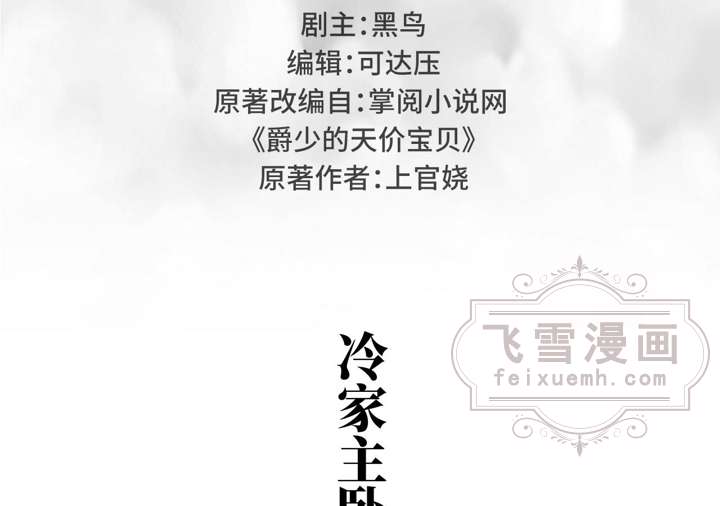 剧主：黑鸟
编辑：可达压
原著改编自：掌阅小说网
《爵少的天价宝贝》
原著作者：上官娆
飞雪漫画
feixuemh.com
冷家主卧